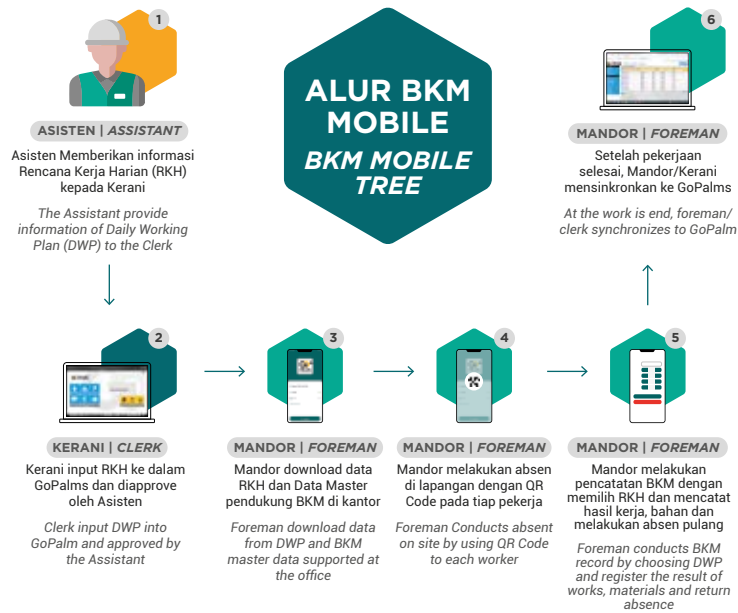 ALUR BKM
MOBILE
BKM MOBILE
TREE
1
ASISTEN | ASSISTANT
Asisten Memberikan informasi
Rencana Kerja Harian (RKH)
kepada Kerani
The Assistant provide
information of Daily Working
Plan (DWP) to the Clerk
2
KERANI | CLERK
Kerani input RKH ke dalam
GoPalms dan diapprove
oleh Asisten
Clerk input DWP into
GoPalm and approved by
the Assistant
3
MANDOR | FOREMAN
Mandor download data
RKH dan Data Master
pendukung BKM di kantor
Foreman download data
from DWP and BKM
master data supported at
the office
4
MANDOR | FOREMAN
Mandor melakukan absen
di lapangan dengan QR
Code pada tiap pekerja
Foreman Conducts absent
on site by using QR Code
to each worker
5
MANDOR | FOREMAN
Mandor melakukan
pencatatan BKM dengan
memilih RKH dan mencatat
hasil kerja, bahan dan
melakukan absen pulang
Foreman conducts BKM
record by choosing DWP
and register the result of
works, materials and return
absence
6
MANDOR | FOREMAN
Setelah pekerjaan
selesai, Mandor/Kerani
mensinkronkan ke GoPalms
At the work is end, foreman/
clerk synchronizes to GoPalm